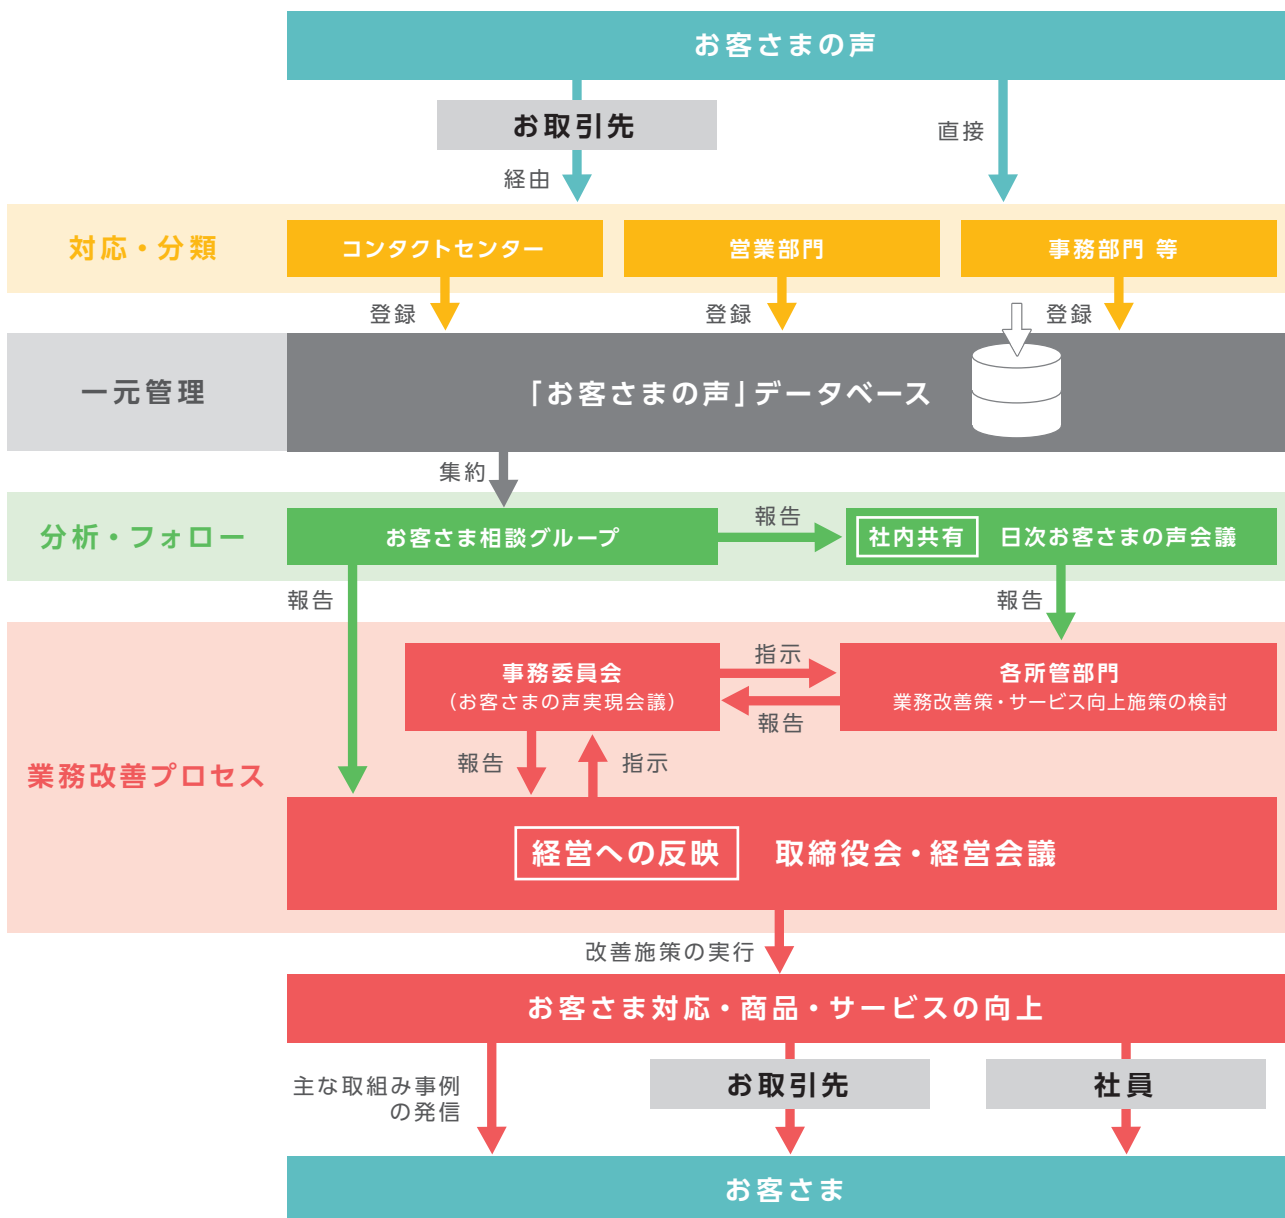 お客さまの声
お取引先
直接
経由
対応・分類
コンタクトセンター
営業部門
事務部門 等
登録
登録
登録
一元管理
「お客さまの声」データベース
集約
分析・フォロー
お客さま相談グループ
報告
社内共有
日次お客さまの声会議
報告
報告
業務改善プロセス
事務委員会
（お客さまの声実現会議）
指示
報告
各所管部門
業務改善策・サービス向上施策の検討
報告
指示
経営への反映
取締役会・経営会議
改善施策の実行
お客さま対応・商品・サービスの向上
主な取組み事例
の発信
お取引先
社員
お客さま